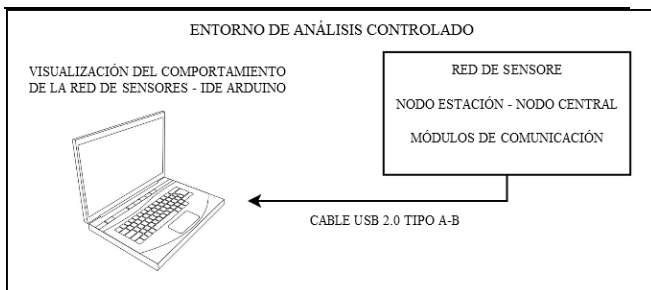 ENTORNO DE ANÁLISIS CONTROLADO
VISUALIZACIÓN DEL COMPORTAMIENTO
DE LA RED DE SENSORES - IDE ARDUINO
RED DE SENSORE
NODO ESTACIÓN - NODO CENTRAL
MÓDULOS DE COMUNICACIÓN
CABLE USB 2.0 TIPO A-B